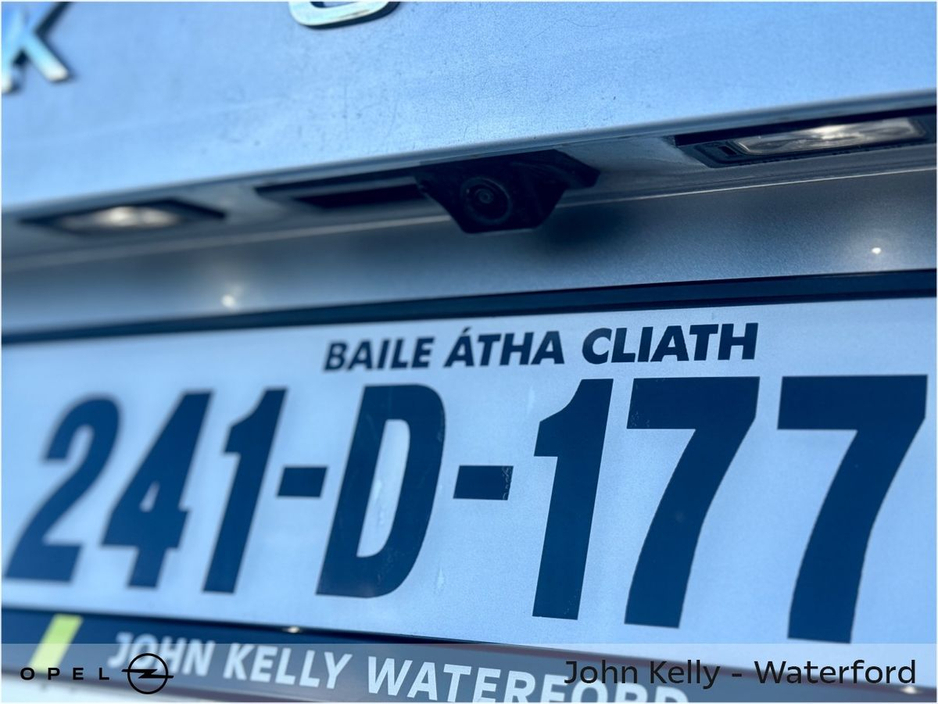 K
BAILE ÁTHA CLIATH
241-D-177
JOHN KELLY WATERFORD
OPEL
John Kelly - Waterford